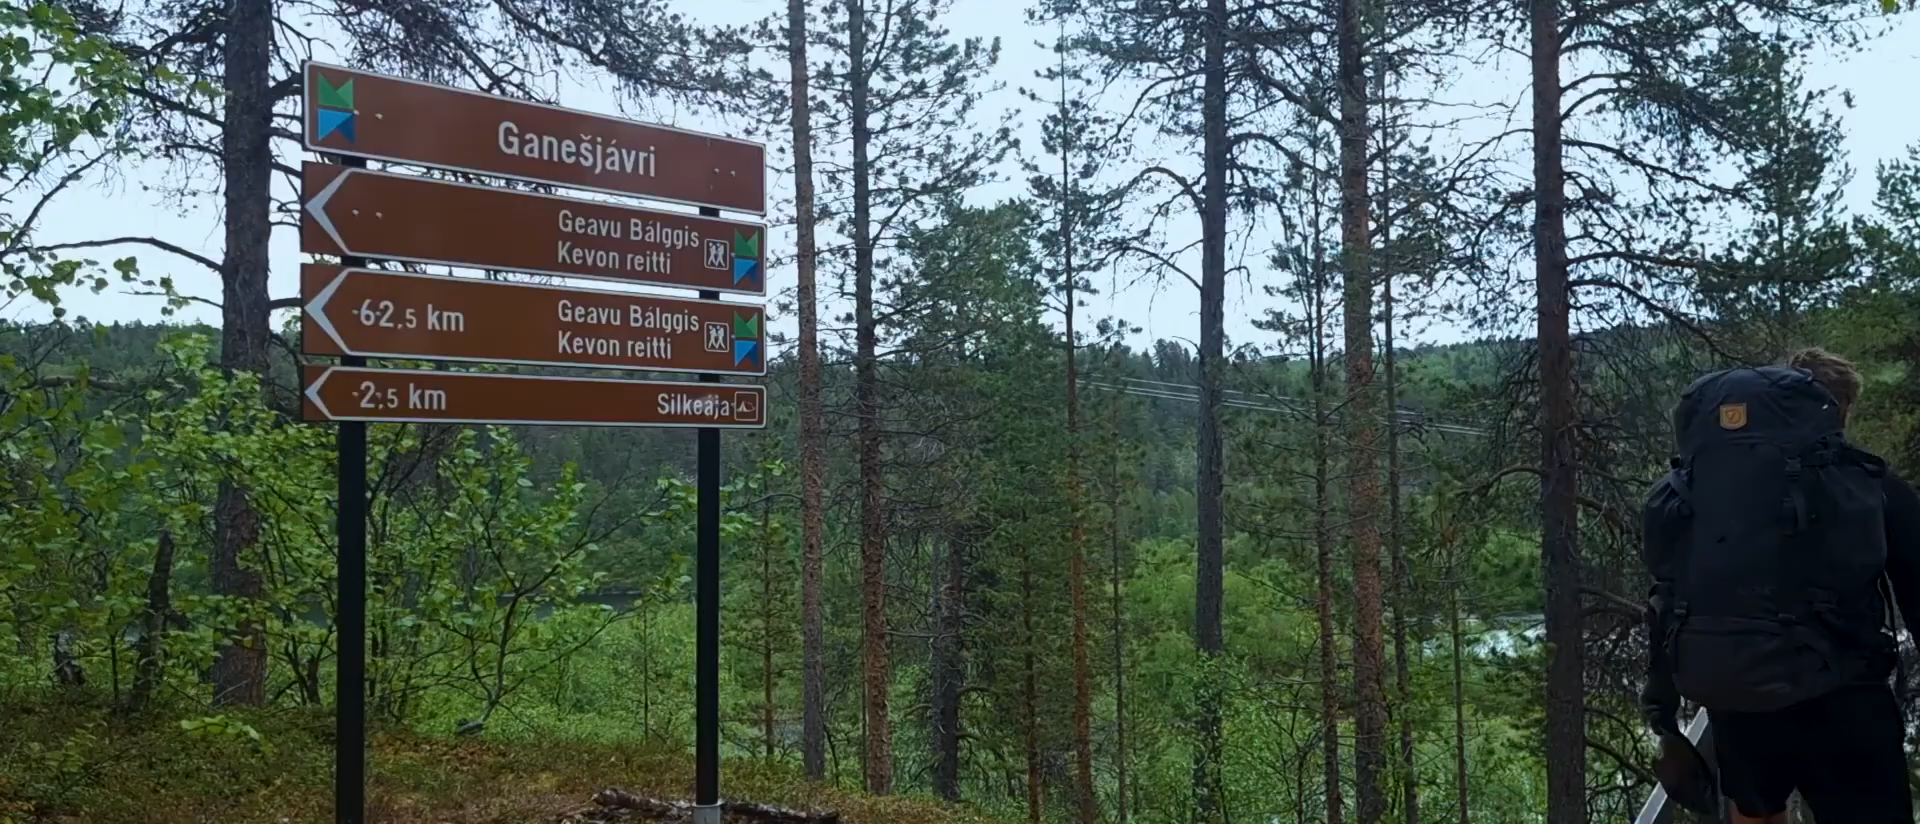 Ganešjávri
Geavu Bálggis
Kevon reitti
62,5 km
Geavu Bálggis
Kevon reitti
2,5 km Silkeája